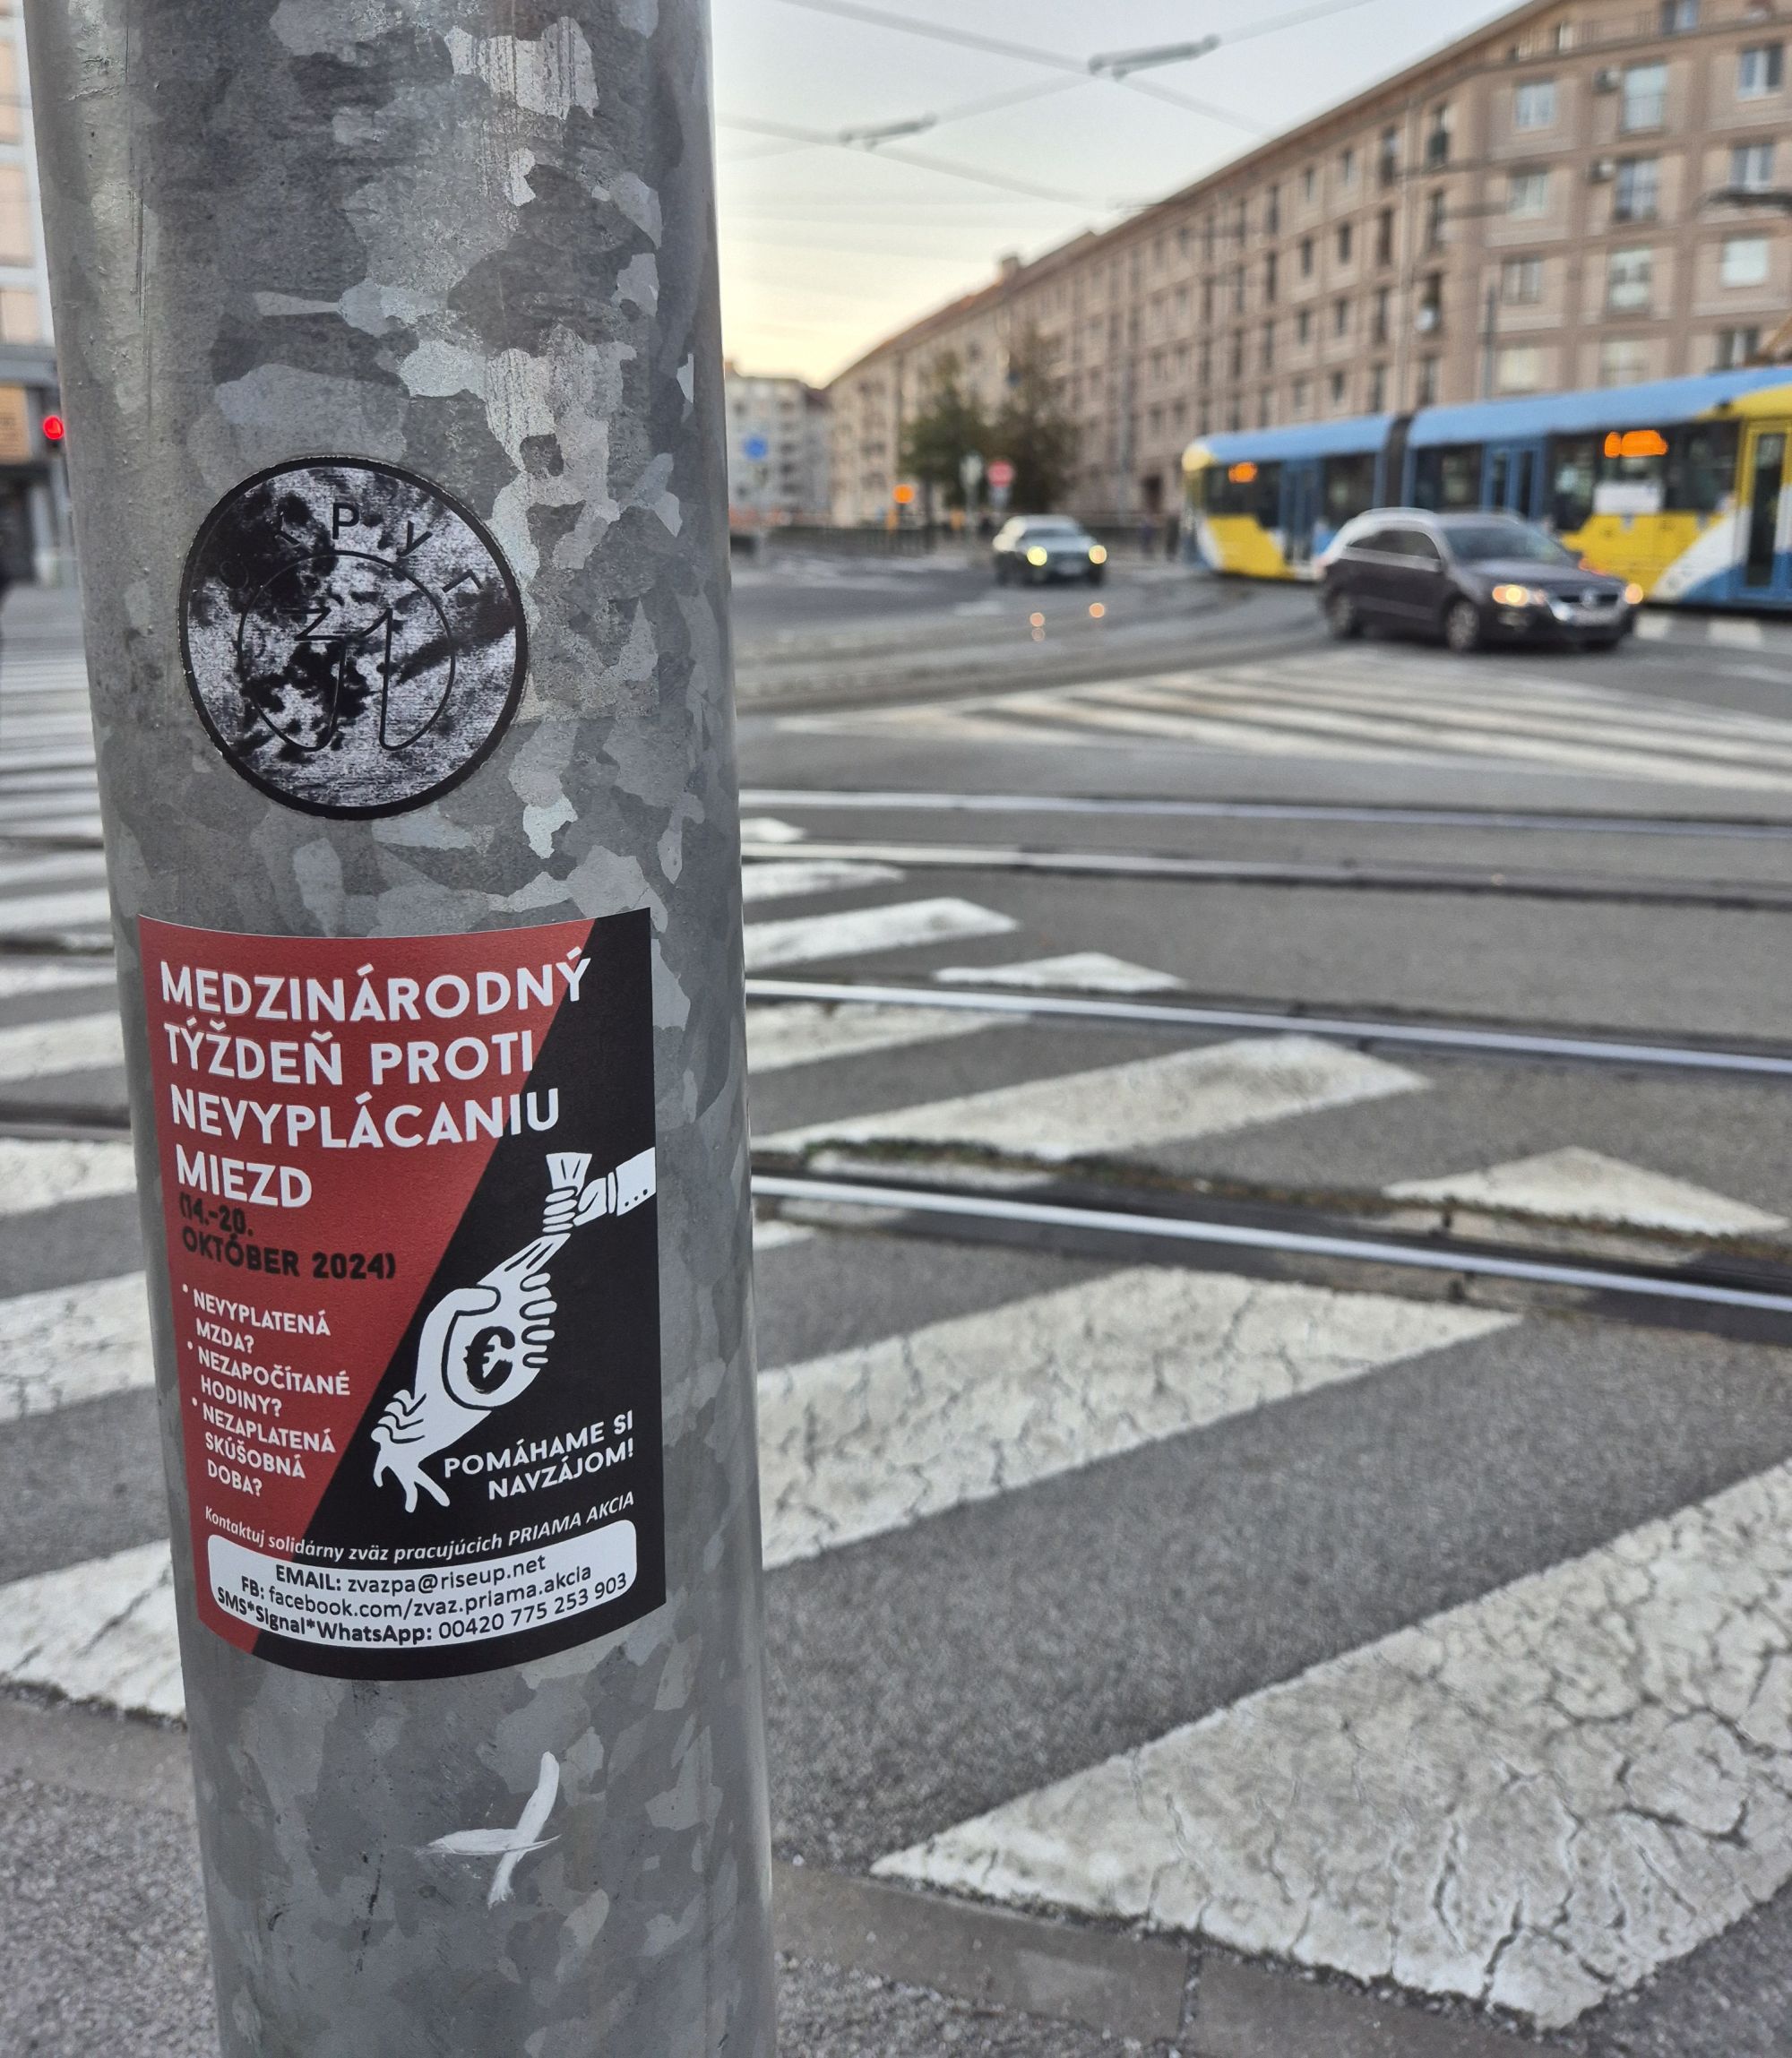 MEDZINÁRODNÝ
TÝŽDEŇ PROTI
NEVYPLÁCANIU
MIEZD
(14.-20.
OKTÓBER 2024)
• NEVYPLATENÁ
MZDA?
• NEZAPOČÍTANÉ
HODINY?
• NEZAPLATENÁ
SKÚŠOBNÁ
DOBA?
POMÁHAME SI
NAVZÁJOM!
Kontaktuj solidárny zväz pracujúcich PRIAMA AKCIA
EMAIL: zvazpa@riseup.net
FB: facebook.com/zvaz.priama.akcia
SMS*Signal*WhatsApp: 00420 775 253 903